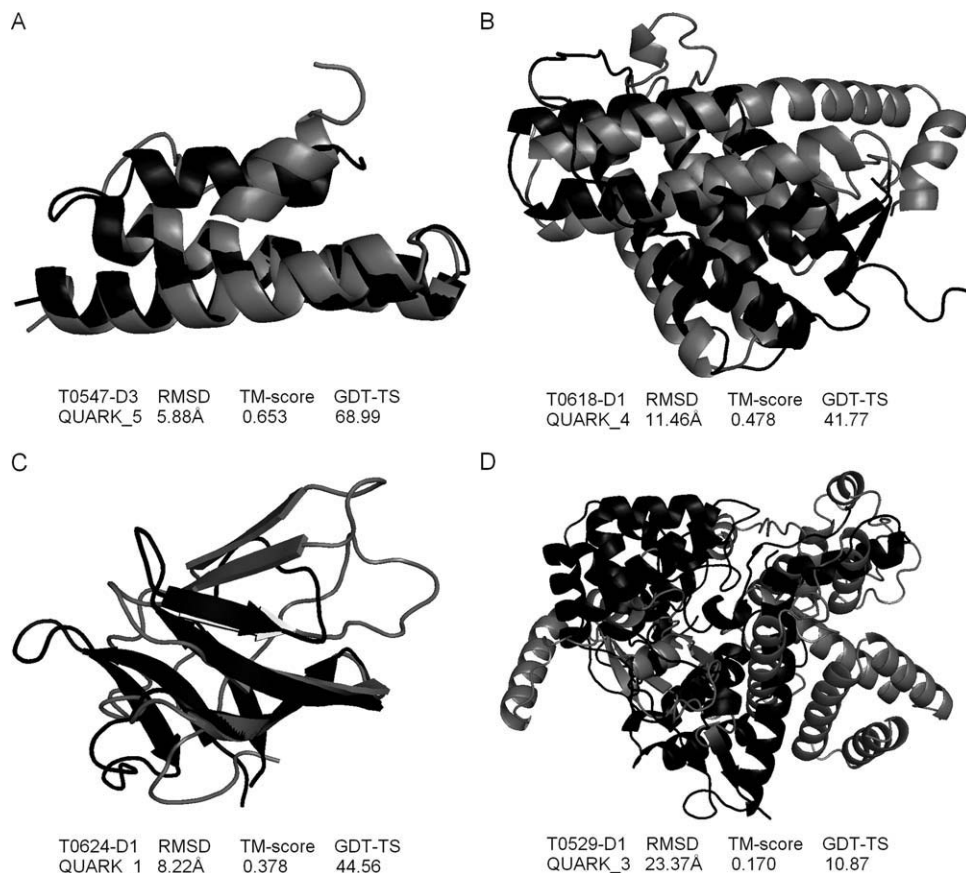 A
B
T0547-D3 RMSD TM-score GDT-TS
QUARK_5 5.88Å 0.653 68.99
T0618-D1 RMSD TM-score GDT-TS
QUARK_4 11.46Å 0.478 41.77
C
D
T0624-D1 RMSD TM-score GDT-TS
QUARK_1 8.22Å 0.378 44.56
T0529-D1 RMSD TM-score GDT-TS
QUARK_3 23.37Å 0.170 10.87